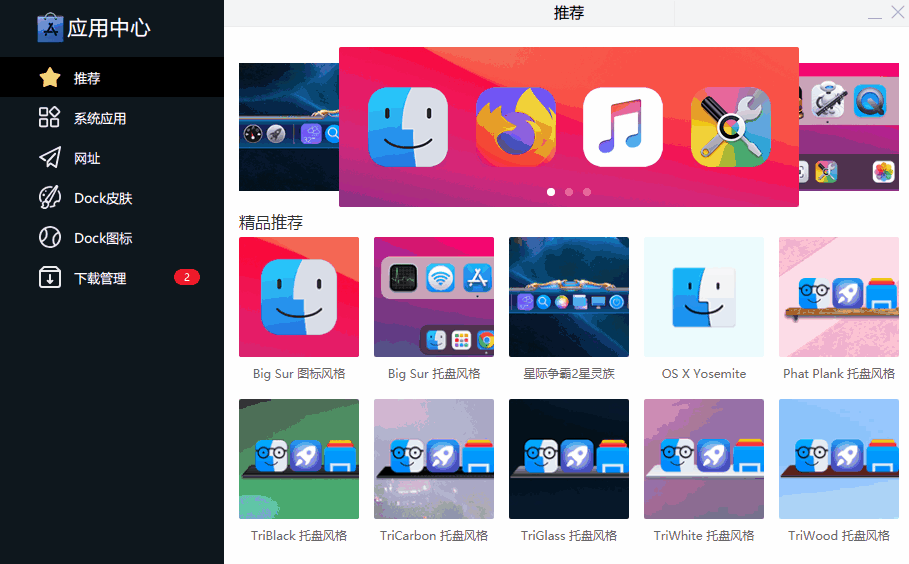 应用中心
推荐
推荐
系统应用
网址
Dock皮肤
Dock图标
下载管理
2
精品推荐
Big Sur 图标风格
Big Sur 托盘风格
星际争霸2星灵族
OS X Yosemite
Phat Plank 托盘风格
TriBlack 托盘风格
TriCarbon 托盘风格
TriGlass 托盘风格
TriWhite 托盘风格
TriWood 托盘风格